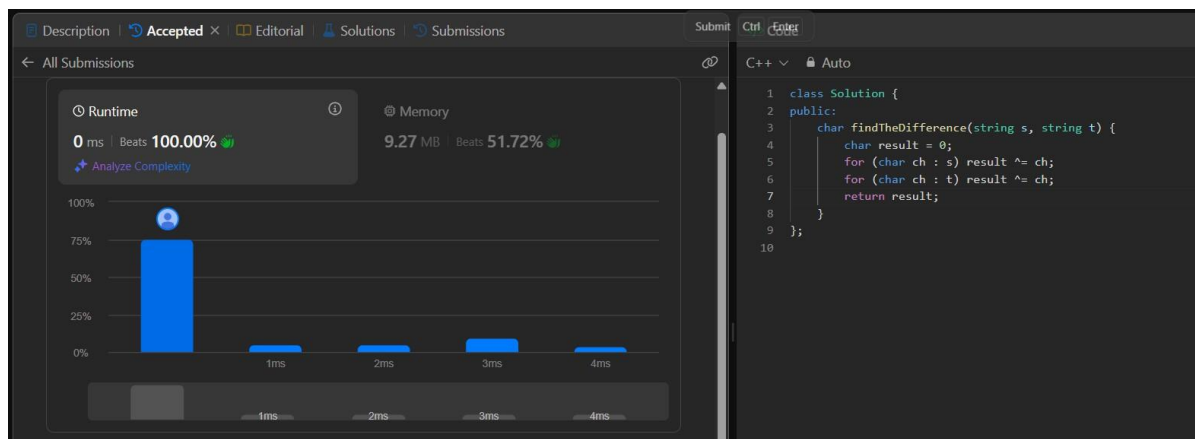 Description | Accepted × | Editorial | Solutions | Submissions
Submit Ctrl Enter
Code
← All Submissions
Runtime
0 ms | Beats 100.00%
Analyze Complexity
Memory
9.27 MB | Beats 51.72%
100%
75%
50%
25%
0%
1ms 2ms 3ms 4ms
1ms 2ms 3ms 4ms
C++ Auto
1 class Solution {
2 public:
3     char findTheDifference(string s, string t) {
4         char result = 0;
5         for (char ch : s) result ^= ch;
6         for (char ch : t) result ^= ch;
7         return result;
8     }
9 };
10